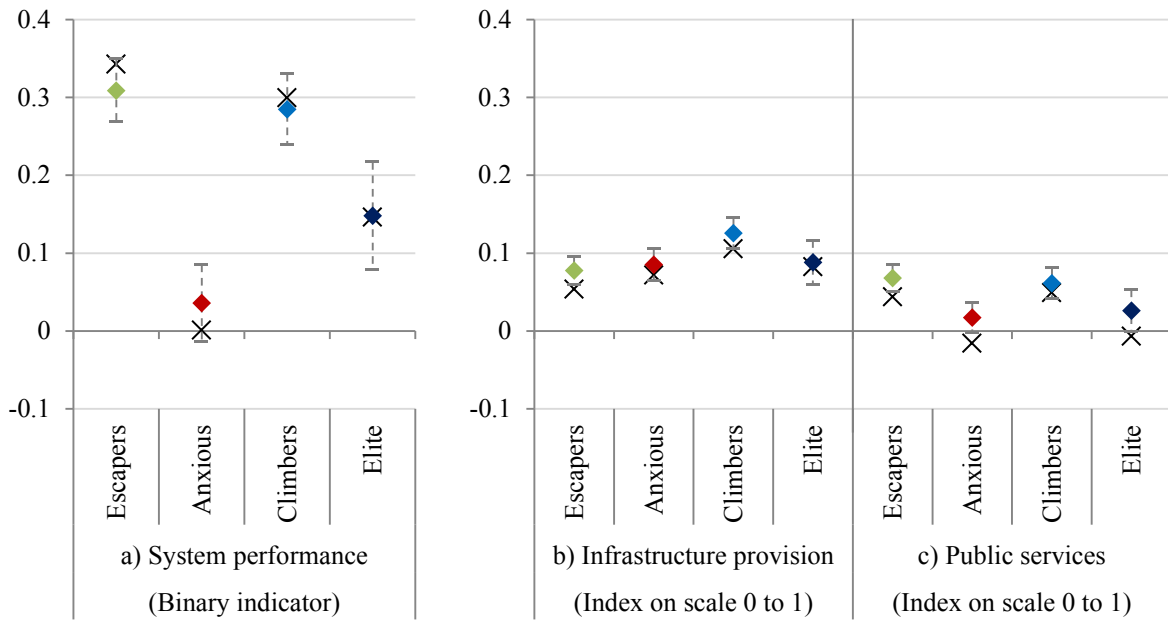 0.4
0.3
0.2
0.1
0
-0.1
Escapers
Anxious
Climbers
Elite
a) System performance
(Binary indicator)
0.4
0.3
0.2
0.1
0
-0.1
Escapers
Anxious
Climbers
Elite
b) Infrastructure provision
(Index on scale 0 to 1)
Escapers
Anxious
Climbers
Elite
c) Public services
(Index on scale 0 to 1)